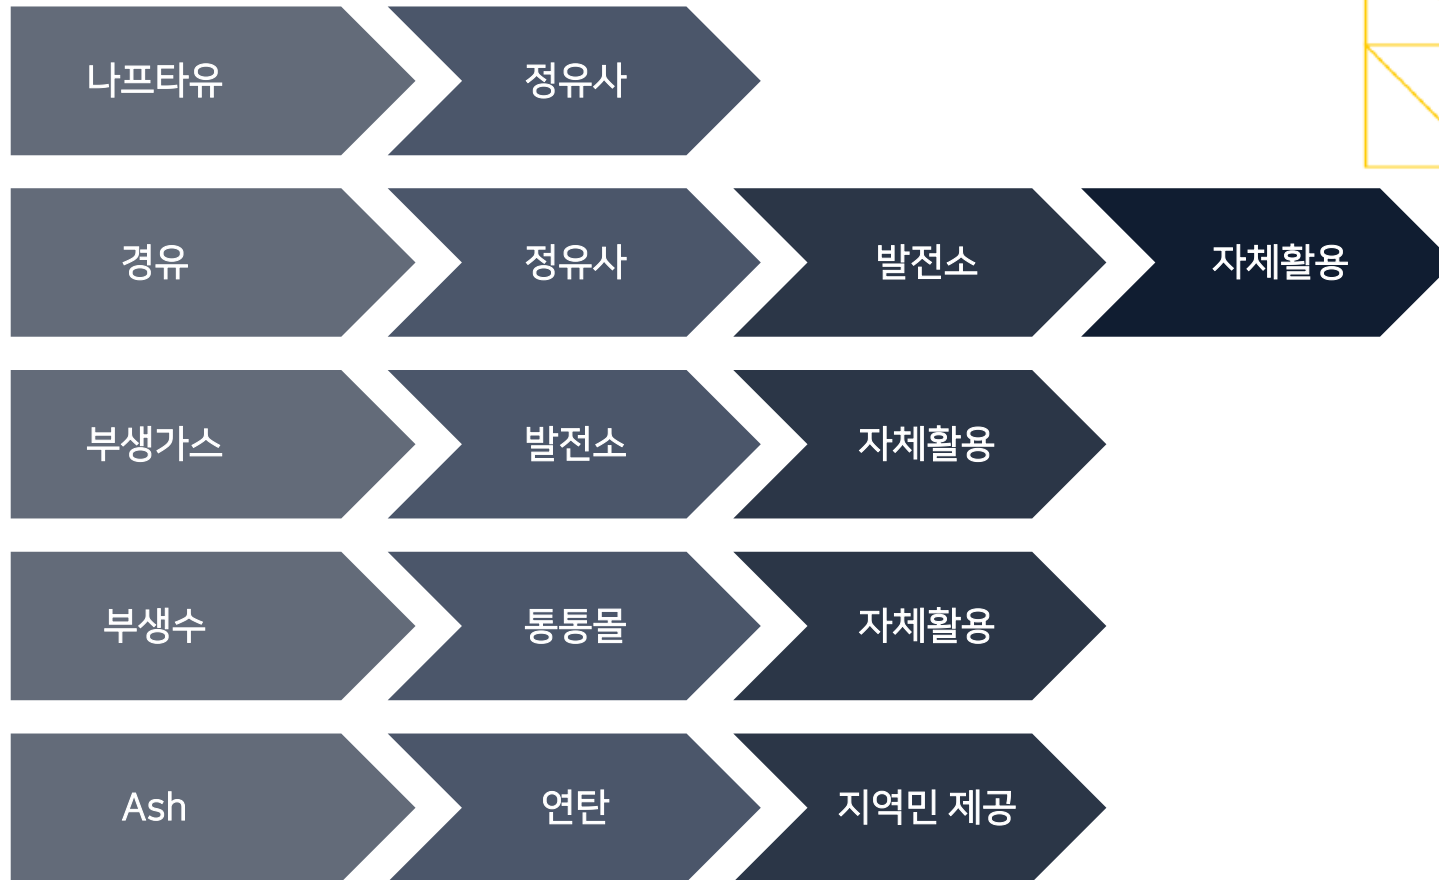 나프타유
정유사
경유
정유사
발전소
자체활용
부생가스
발전소
자체활용
부생수
통통몰
자체활용
Ash
연탄
지역민 제공